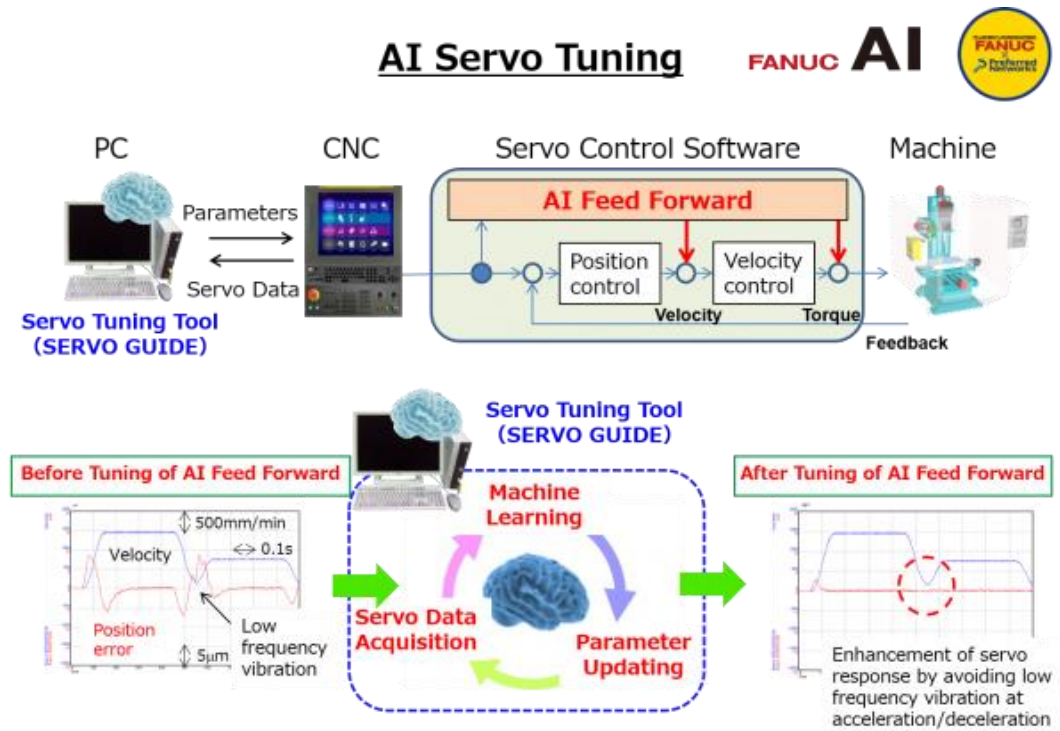 AI Servo Tuning
FANUC AI
FANUC
Preferred
Networks
PC
CNC
Servo Control Software
Machine
Parameters
Servo Data
Servo Tuning Tool
(SERVO GUIDE)
AI Feed Forward
Position
control
Velocity
control
Velocity
Torque
Feedback
Servo Tuning Tool
(SERVO GUIDE)
Before Tuning of AI Feed Forward
500mm/min
Velocity
0.1s
Position
error
5μm
Low
frequency
vibration
Machine
Learning
Servo Data
Acquisition
Parameter
Updating
After Tuning of AI Feed Forward
Enhancement of servo
response by avoiding low
frequency vibration at
acceleration/deceleration